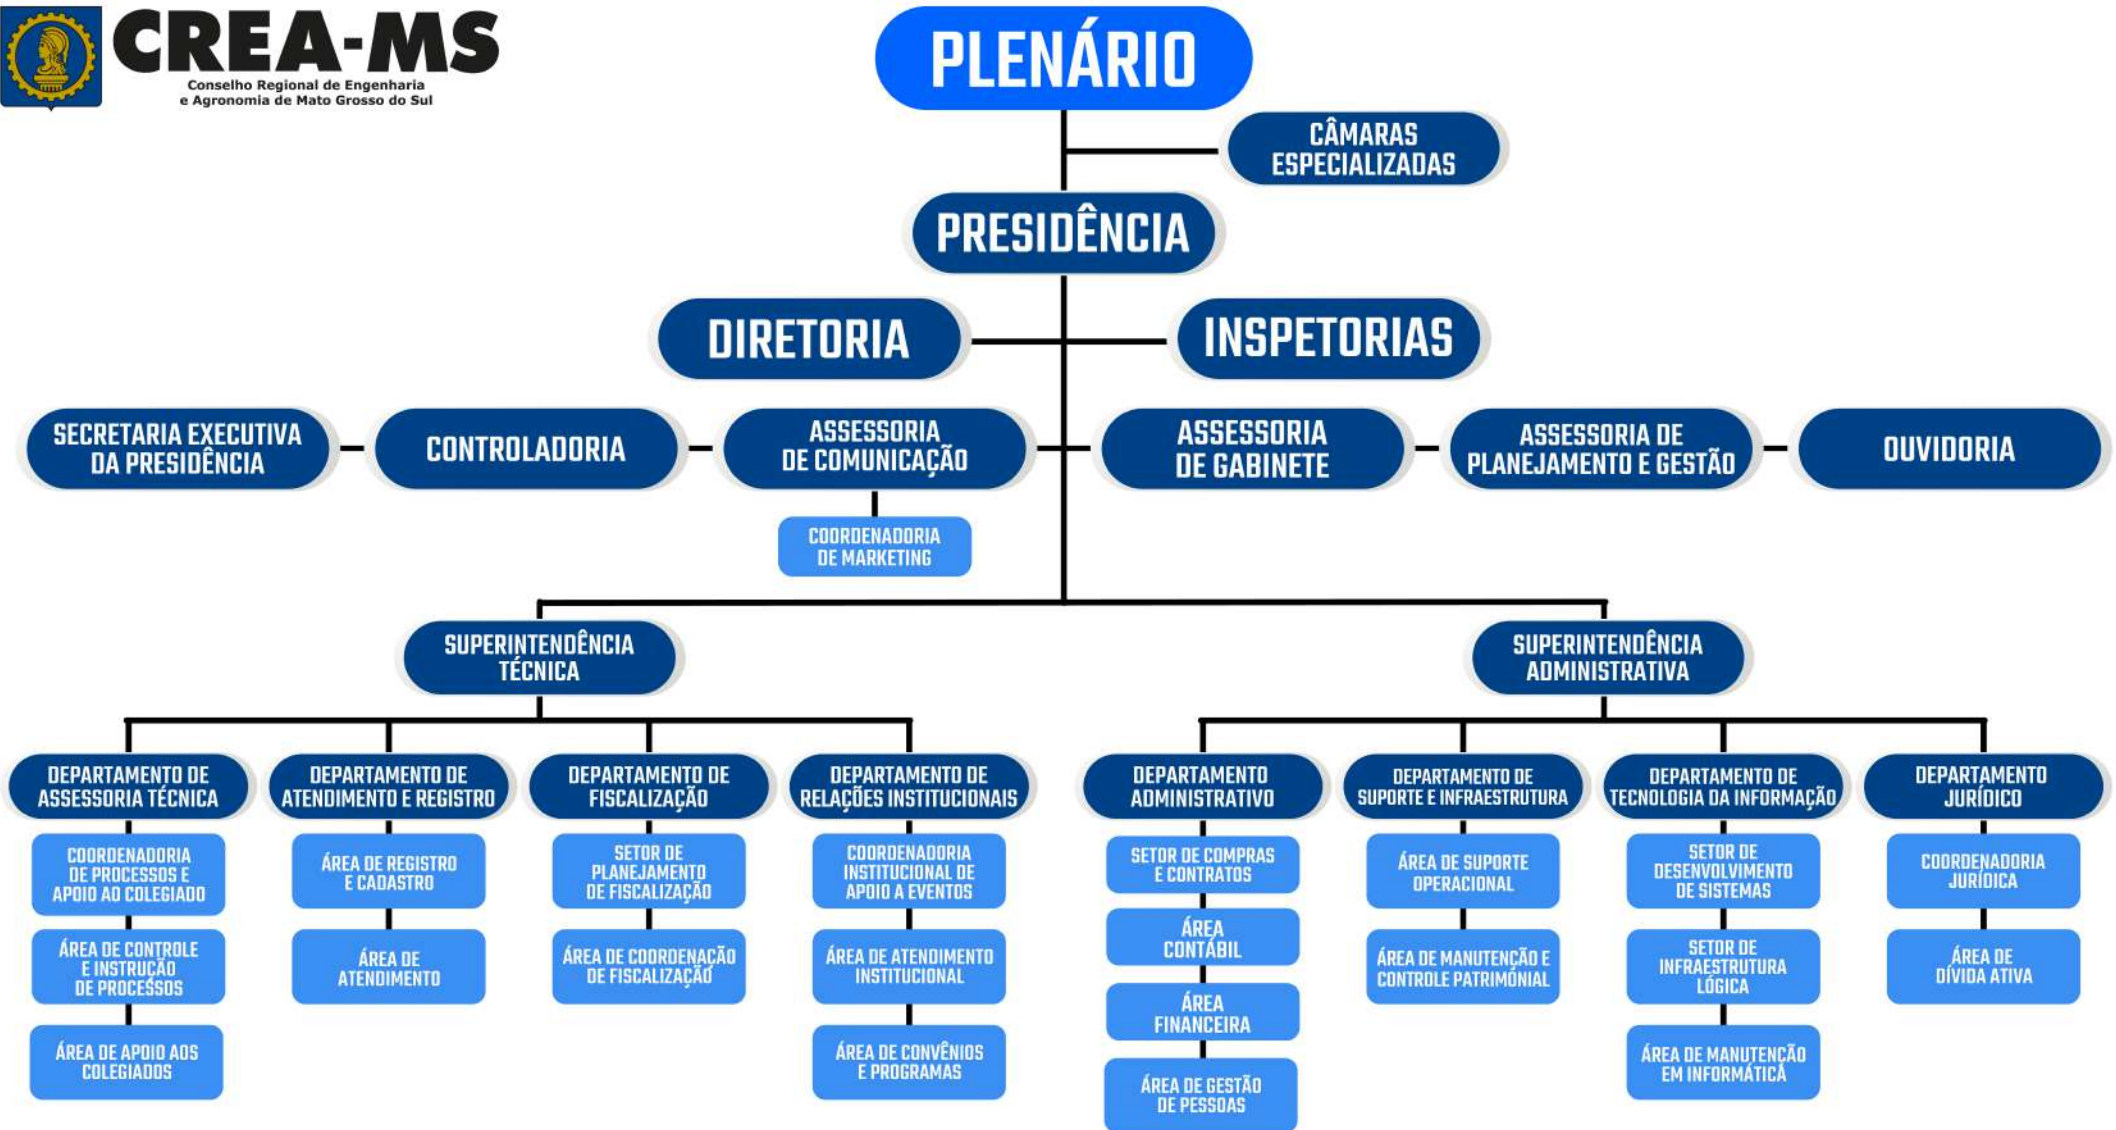 CREA-MS
Conselho Regional de Engenharia
e Agronomia de Mato Grosso do Sul
PLENÁRIO
CÂMARAS
ESPECIALIZADAS
PRESIDÊNCIA
DIRETORIA
INSPETORIAS
SECRETARIA EXECUTIVA
DA PRESIDÊNCIA
CONTROLADORIA
ASSESSORIA
DE COMUNICAÇÃO
ASSESSORIA
DE GABINETE
ASSESSORIA DE
PLANEJAMENTO E GESTÃO
OUVIDORIA
COORDENADORIA
DE MARKETING
SUPERINTENDÊNCIA
TÉCNICA
SUPERINTENDÊNCIA
ADMINISTRATIVA
DEPARTAMENTO DE
ASSESSORIA TÉCNICA
COORDENADORIA
DE PROCESSOS E
APOIO AO COLEGIADO
ÁREA DE CONTROLE
E INSTRUÇÃO
DE PROCESSOS
ÁREA DE APOIO AOS
COLEGIADOS
DEPARTAMENTO DE
ATENDIMENTO E REGISTRO
ÁREA DE REGISTRO
E CADASTRO
ÁREA DE
ATENDIMENTO
DEPARTAMENTO DE
FISCALIZAÇÃO
SETOR DE
PLANEJAMENTO
DE FISCALIZAÇÃO
ÁREA DE COORDENAÇÃO
DE FISCALIZAÇÃO
DEPARTAMENTO DE
RELAÇÕES INSTITUCIONAIS
COORDENADORIA
INSTITUCIONAL DE
APOIO A EVENTOS
ÁREA DE ATENDIMENTO
INSTITUCIONAL
ÁREA DE CONVÊNIOS
E PROGRAMAS
DEPARTAMENTO
ADMINISTRATIVO
SETOR DE COMPRAS
E CONTRATOS
ÁREA
CONTÁBIL
ÁREA
FINANCEIRA
ÁREA DE GESTÃO
DE PESSOAS
DEPARTAMENTO DE
SUPORTE E INFRAESTRUTURA
ÁREA DE SUPORTE
OPERACIONAL
ÁREA DE MANUTENÇÃO E
CONTROLE PATRIMONIAL
DEPARTAMENTO DE
TECNOLOGIA DA INFORMAÇÃO
SETOR DE
DESENVOLVIMENTO
DE SISTEMAS
SETOR DE
INFRAESTRUTURA
LÓGICA
ÁREA DE MANUTENÇÃO
EM INFORMÁTICA
DEPARTAMENTO
JURÍDICO
COORDENADORIA
JURÍDICA
ÁREA DE
DÍVIDA ATIVA